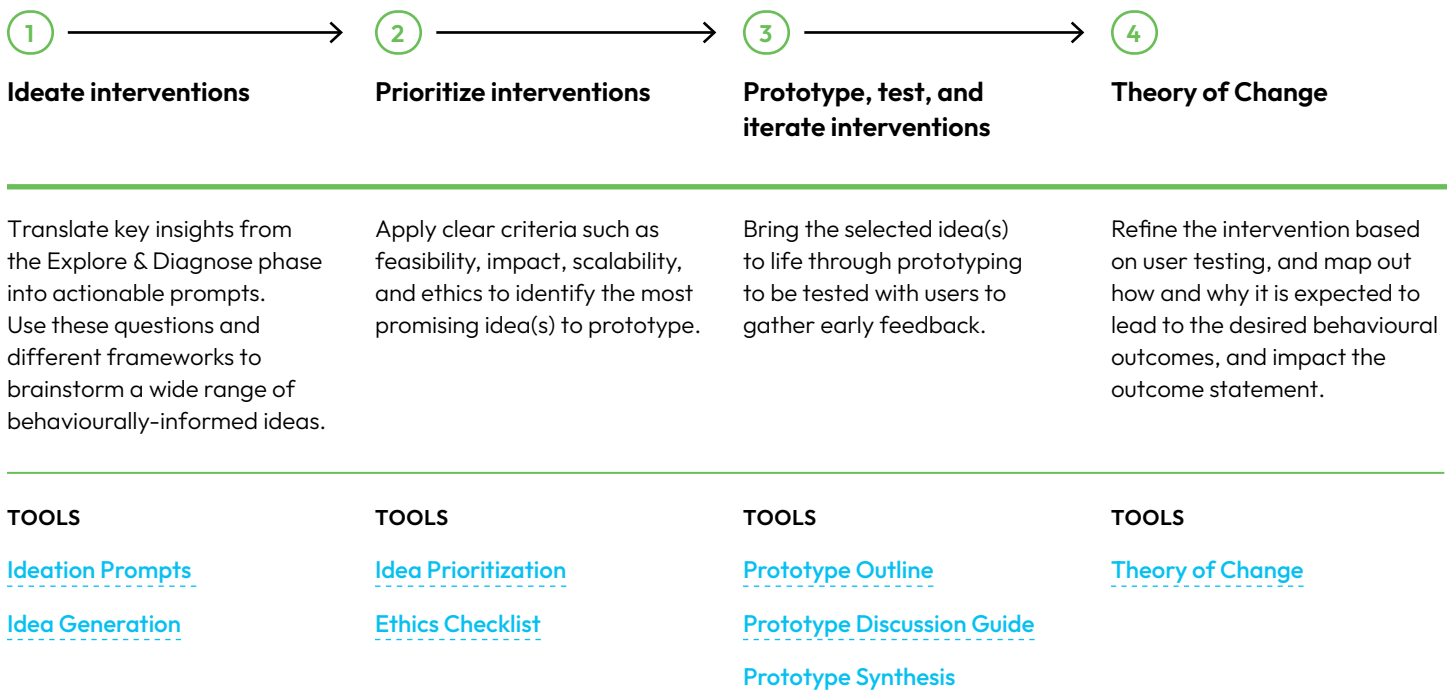 1
Ideate interventions
Translate key insights from
the Explore & Diagnose phase
into actionable prompts.
Use these questions and
different frameworks to
brainstorm a wide range of
behaviourally-informed ideas.
TOOLS
Ideation Prompts
Idea Generation
2
Prioritize interventions
Apply clear criteria such as
feasibility, impact, scalability,
and ethics to identify the most
promising idea(s) to prototype.
TOOLS
Idea Prioritization
Ethics Checklist
3
Prototype, test, and
iterate interventions
Bring the selected idea(s)
to life through prototyping
to be tested with users to
gather early feedback.
TOOLS
Prototype Outline
Prototype Discussion Guide
Prototype Synthesis
4
Theory of Change
Refine the intervention based
on user testing, and map out
how and why it is expected to
lead to the desired behavioural
outcomes, and impact the
outcome statement.
TOOLS
Theory of Change